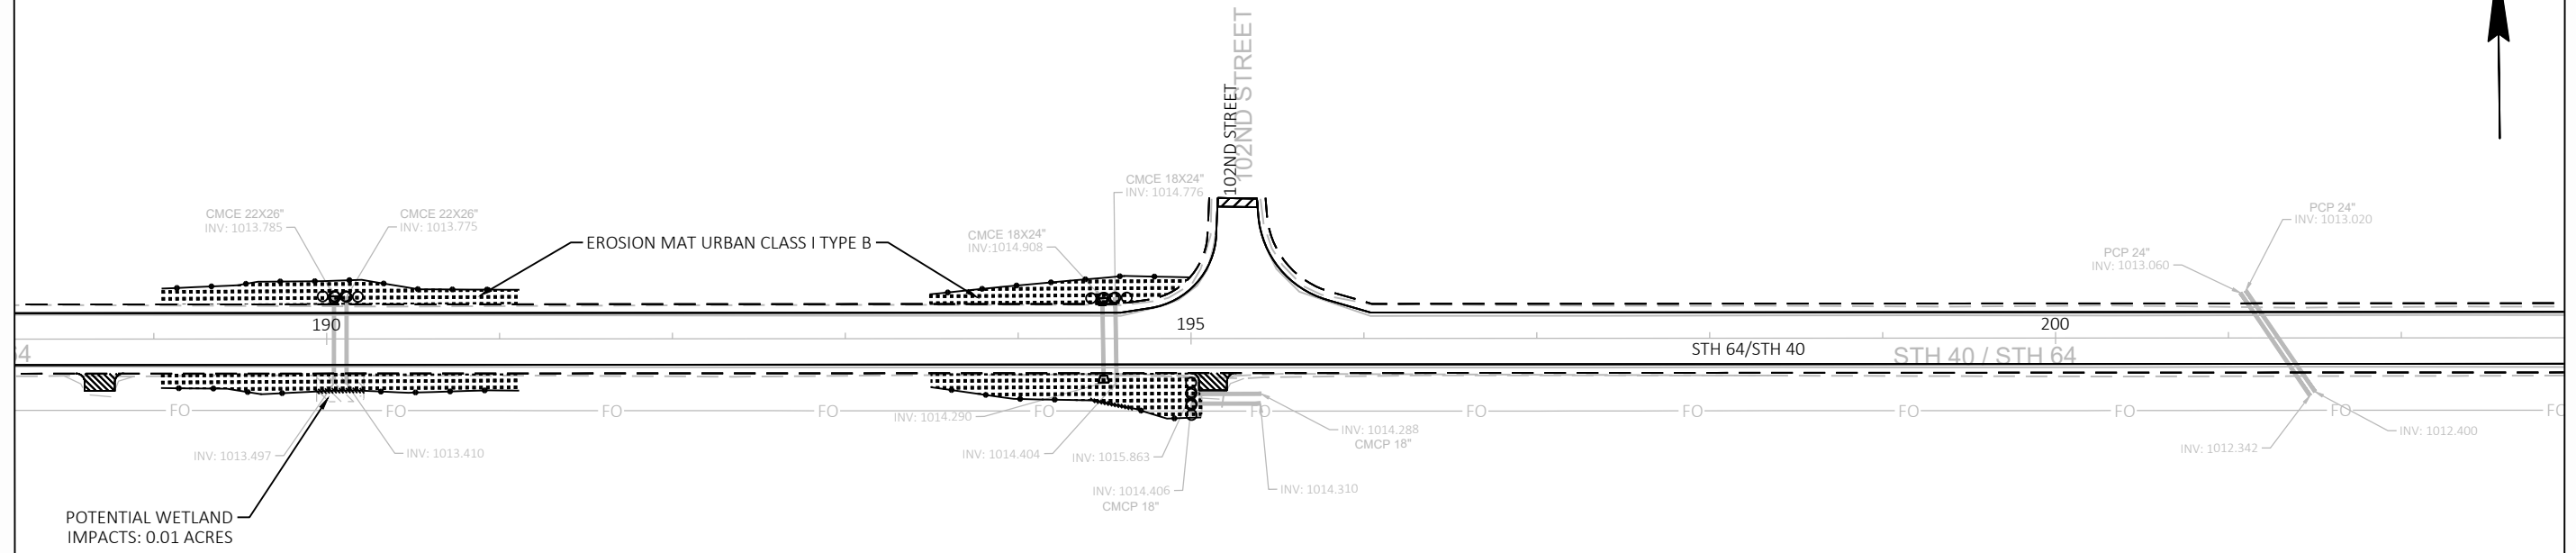 102ND STREET
102ND STREET
CMCE 18X24"
INV: 1014.776
CMCE 22X26"
INV: 1013.785
CMCE 22X26"
INV: 1013.775
EROSION MAT URBAN CLASS I TYPE B
CMCE 18X24"
INV:1014.908
PCP 24"
INV: 1013.020
PCP 24"
INV: 1013.060
190
195
200
64
STH 64/STH 40
STH 40 / STH 64
FO
FO
FO
FO
FO
FO
FO
FO
FO
FO
FO
FO
INV: 1014.290
INV: 1014.288
CMCP 18"
INV: 1012.400
INV: 1013.497
INV: 1013.410
INV: 1014.404
INV: 1015.863
INV: 1012.342
INV: 1014.406
CMCP 18"
INV: 1014.310
POTENTIAL WETLAND
IMPACTS: 0.01 ACRES